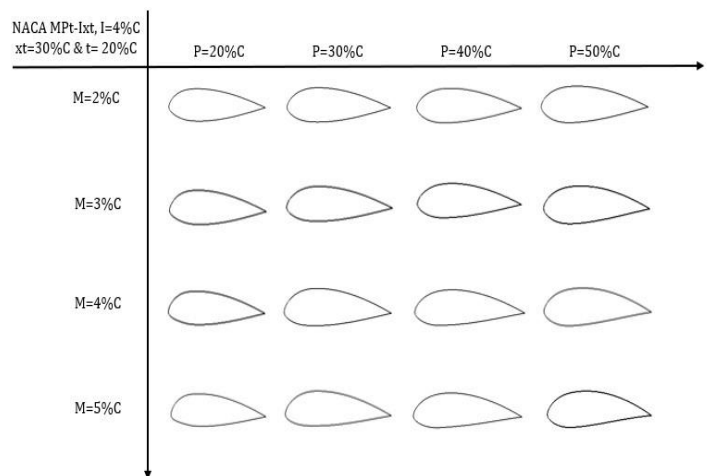 NACA MPt-Ixt, I=4%C
xt=30%C & t= 20%C
P=20%C P=30%C P=40%C P=50%C
M=2%C
M=3%C
M=4%C
M=5%C